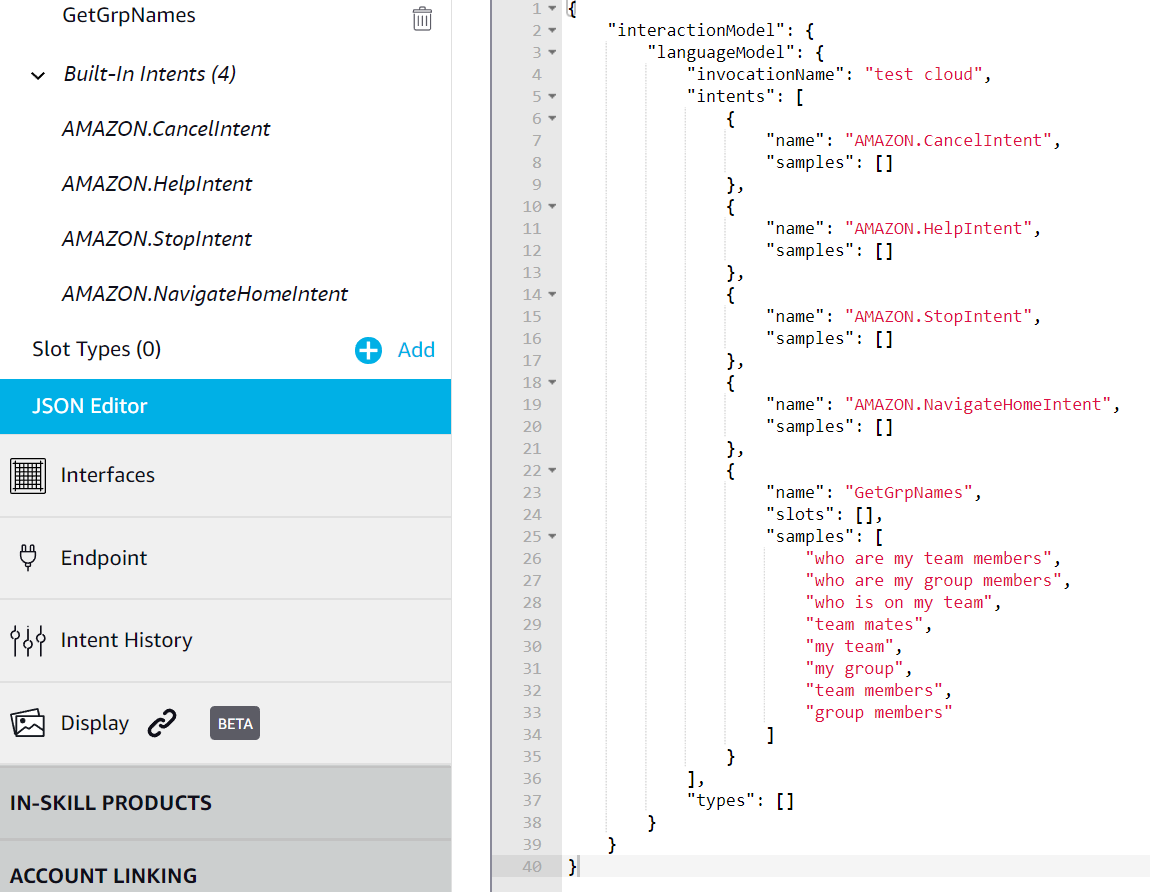 GetGrpNames
Built-In Intents (4)
AMAZON.CancelIntent
AMAZON.HelpIntent
AMAZON.StopIntent
AMAZON.NavigateHomeIntent
Slot Types (0)
Add
JSON Editor
Interfaces
Endpoint
Intent History
Display
BETA
IN-SKILL PRODUCTS
ACCOUNT LINKING
1 {
2 "interactionModel": {
3 "languageModel": {
4 "invocationName": "test cloud",
5 "intents": [
6 {
7 "name": "AMAZON.CancelIntent",
8 "samples": []
9 },
10 {
11 "name": "AMAZON.HelpIntent",
12 "samples": []
13 },
14 {
15 "name": "AMAZON.StopIntent",
16 "samples": []
17 },
18 {
19 "name": "AMAZON.NavigateHomeIntent",
20 "samples": []
21 },
22 {
23 "name": "GetGrpNames",
24 "slots": [],
25 "samples": [
26 "who are my team members",
27 "who are my group members",
28 "who is on my team",
29 "team mates",
30 "my team",
31 "my group",
32 "team members",
33 "group members"
34 ]
35 }
36 ],
37 "types": []
38 }
39 }
40 }